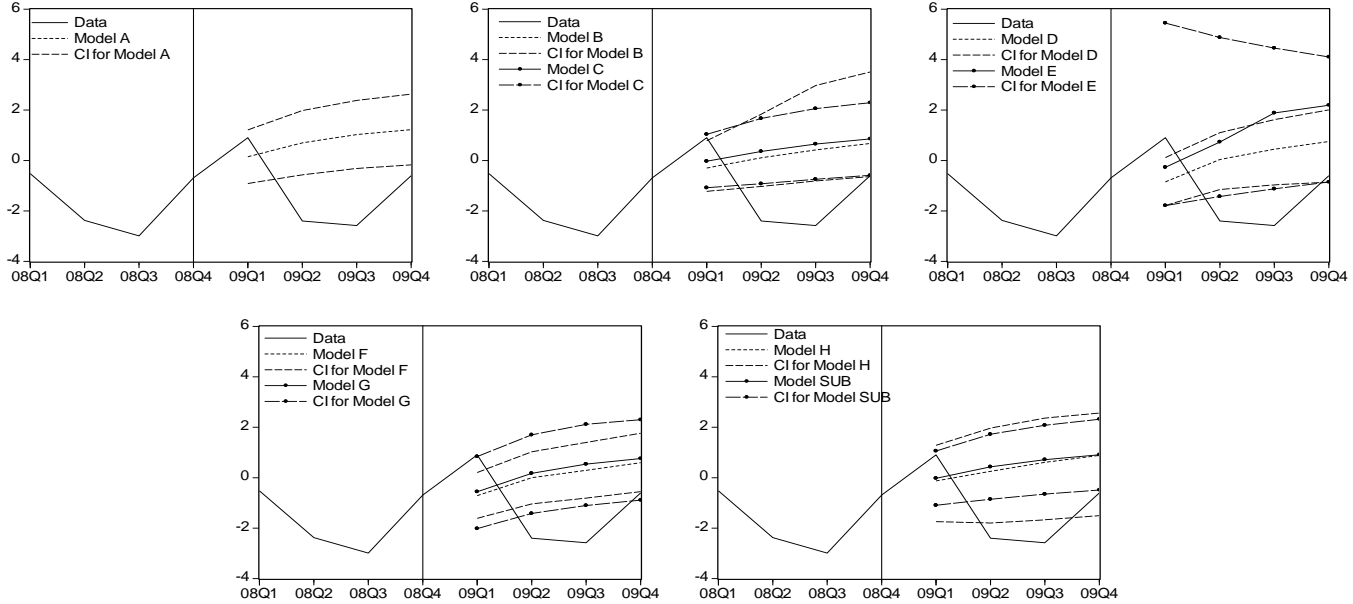 6
4
2
0
-2
-4
Data
Model A
CI for Model A
08Q1 08Q2 08Q3 08Q4 09Q1 09Q2 09Q3 09Q4
6
4
2
0
-2
-4
Data
Model B
CI for Model B
Model C
CI for Model C
08Q1 08Q2 08Q3 08Q4 09Q1 09Q2 09Q3 09Q4
6
4
2
0
-2
-4
Data
Model D
CI for Model D
Model E
CI for Model E
08Q1 08Q2 08Q3 08Q4 09Q1 09Q2 09Q3 09Q4
6
4
2
0
-2
-4
Data
Model F
CI for Model F
Model G
CI for Model G
08Q1 08Q2 08Q3 08Q4 09Q1 09Q2 09Q3 09Q4
6
4
2
0
-2
-4
Data
Model H
CI for Model H
Model SUB
CI for Model SUB
08Q1 08Q2 08Q3 08Q4 09Q1 09Q2 09Q3 09Q4